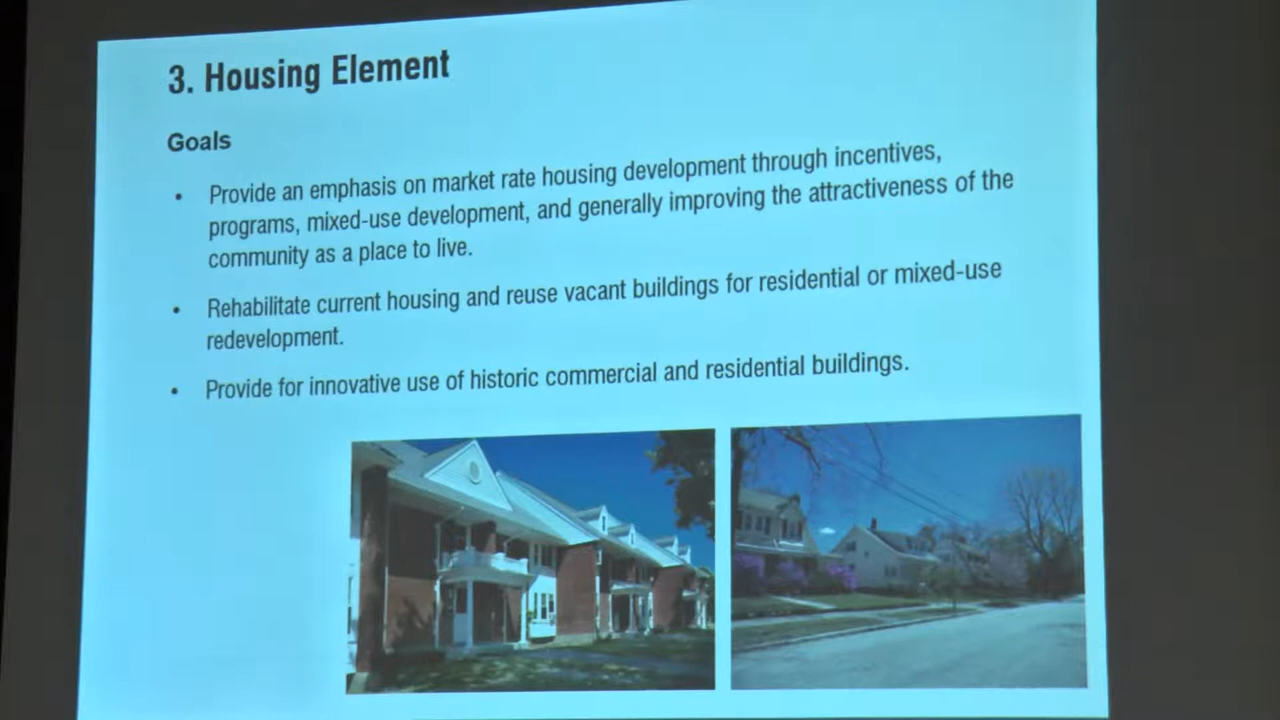 3. Housing Element
Goals
• Provide an emphasis on market rate housing development through incentives,
programs, mixed-use development, and generally improving the attractiveness of the
community as a place to live.
• Rehabilitate current housing and reuse vacant buildings for residential or mixed-use
redevelopment.
• Provide for innovative use of historic commercial and residential buildings.